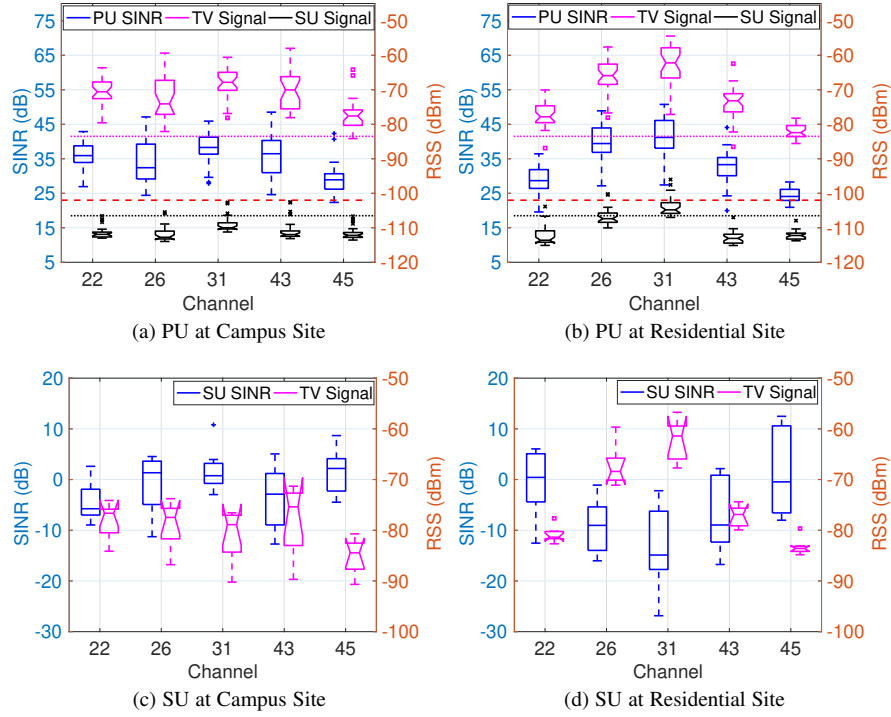 PU SINR TV Signal SU Signal
75 65 55 45 35 25 15 5
SINR (dB)
-50 -60 -70 -80 -90 -100 -110 -120
RSS (dBm)
22 26 31 43 45
Channel
(a) PU at Campus Site
PU SINR TV Signal SU Signal
75 65 55 45 35 25 15 5
SINR (dB)
-50 -60 -70 -80 -90 -100 -110 -120
RSS (dBm)
22 26 31 43 45
Channel
(b) PU at Residential Site
SU SINR TV Signal
20 10 0 -10 -20 -30
SINR (dB)
-50 -60 -70 -80 -90 -100
RSS (dBm)
22 26 31 43 45
Channel
(c) SU at Campus Site
SU SINR TV Signal
20 10 0 -10 -20 -30
SINR (dB)
-50 -60 -70 -80 -90 -100
RSS (dBm)
22 26 31 43 45
Channel
(d) SU at Residential Site